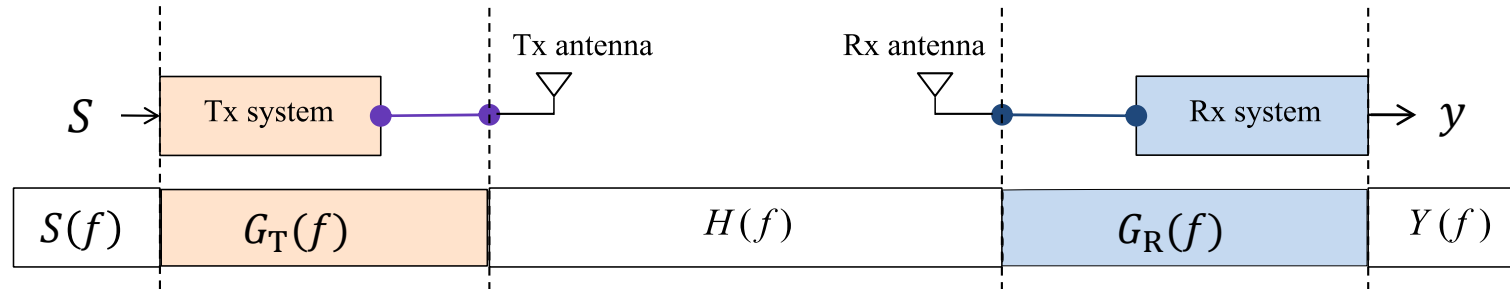 Tx antenna Rx antenna
S Tx system Rx system y
S(f) G_T(f) H(f) G_R(f) Y(f)